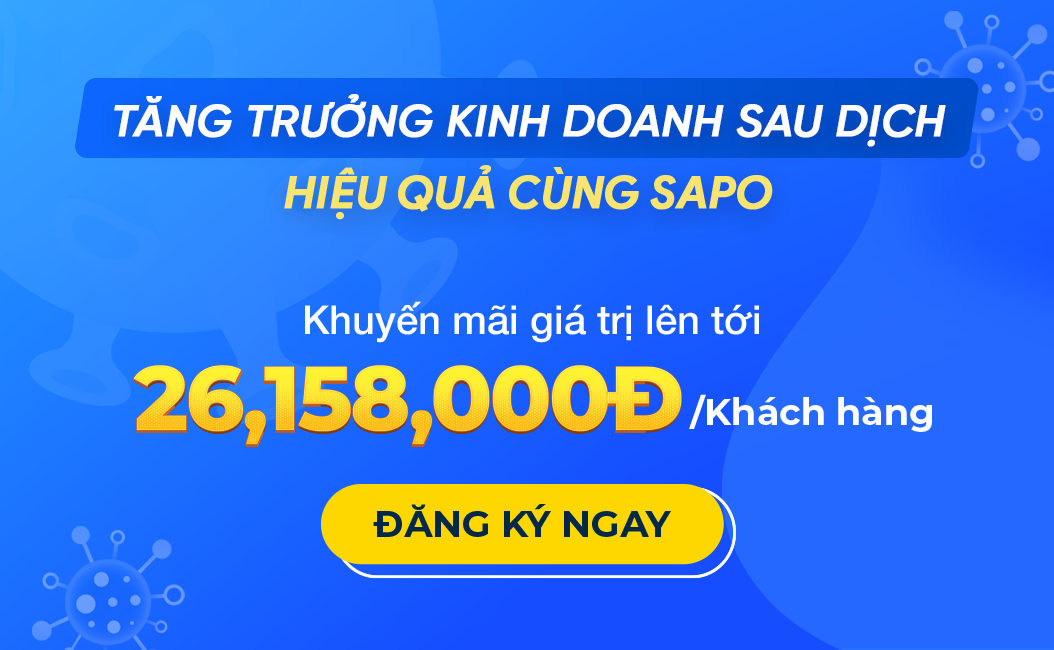 TĂNG TRƯỞNG KINH DOANH SAU DỊCH
HIỆU QUẢ CÙNG SAPO
Khuyến mãi giá trị lên tới
26,158,000Đ /Khách hàng
ĐĂNG KÝ NGAY